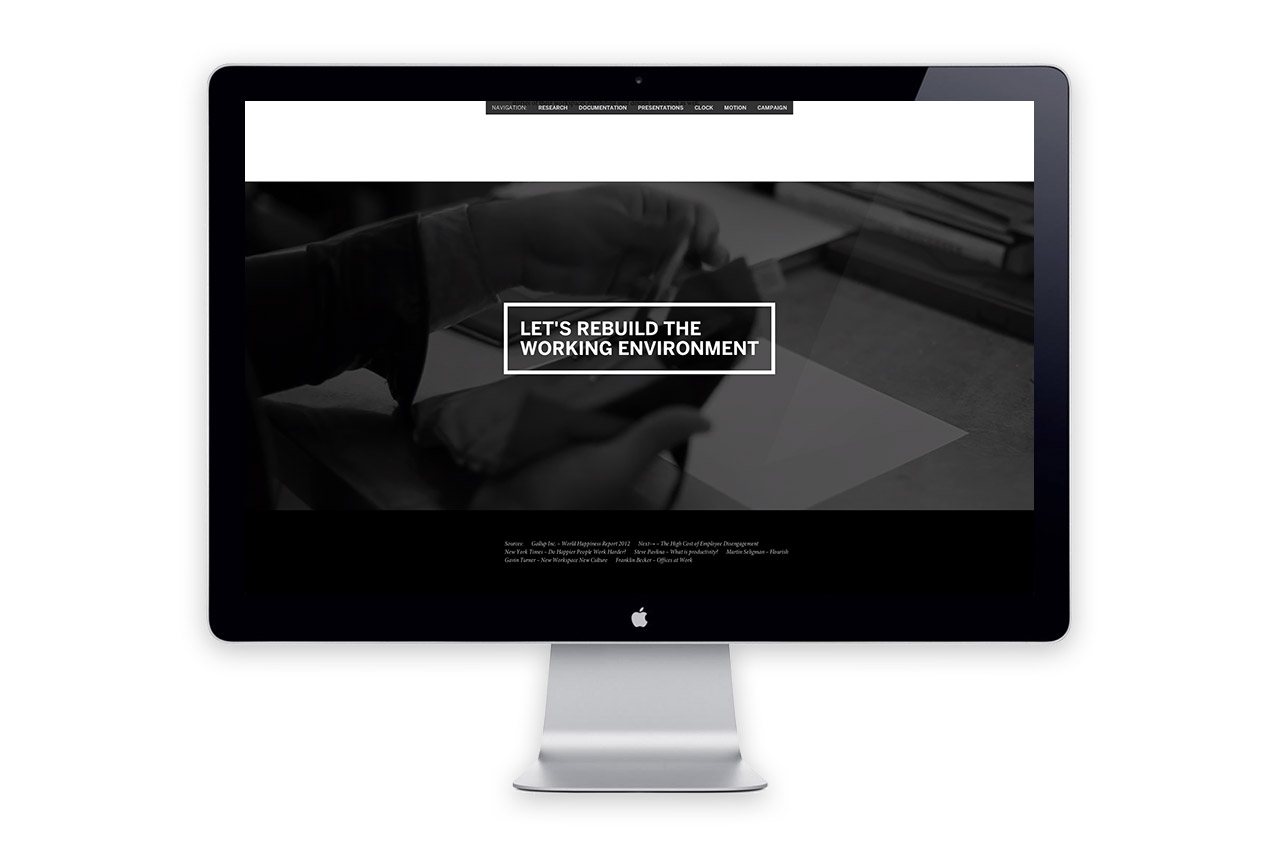 NAVIGATION: RESEARCH DOCUMENTATION PRESENTATIONS CLOCK MOTION CAMPAIGN
LET'S REBUILD THE
WORKING ENVIRONMENT
Sources: Gallup Inc. – World Happiness Report 2012 Next–– – The High Cost of Employee Disengagement
New York Times – Do Happier People Work Harder? Steve Pavlina – What is productivity? Martin Seligman – Flourish
Gavin Turner – New Workspace New Culture Franklin Becker – Offices at Work